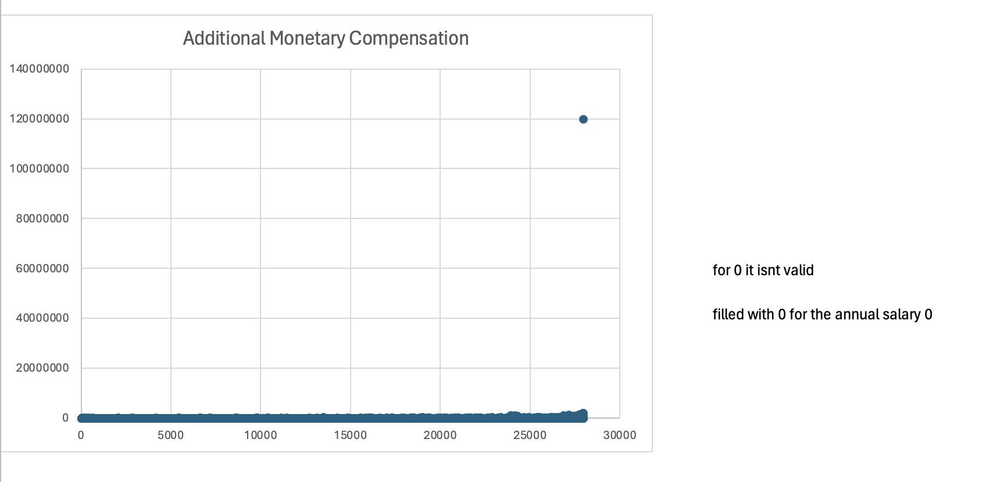 Additional Monetary Compensation
140000000
120000000
100000000
80000000
60000000
40000000
20000000
0
0 5000 10000 15000 20000 25000 30000
for 0 it isnt valid
filled with 0 for the annual salary 0